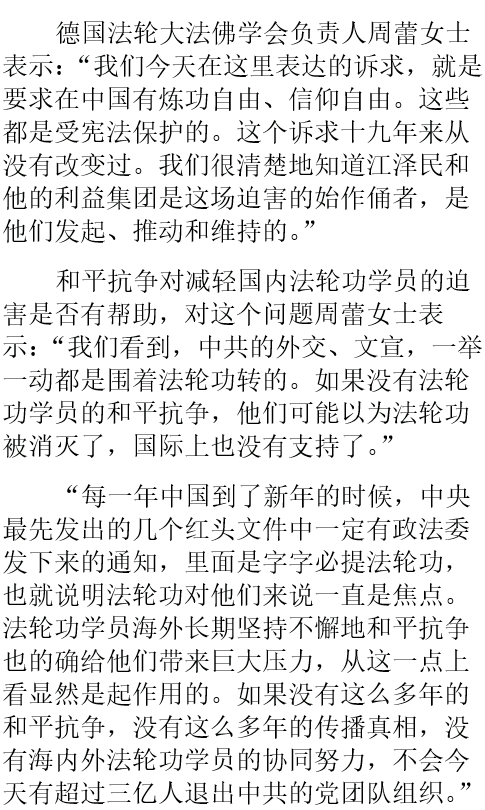 德国法轮大法佛学会负责人周蕾女士
表示：“我们今天在这里表达的诉求，就是
要求在中国有炼功自由、信仰自由。这些
都是受宪法保护的。这个诉求十九年来从
没有改变过。我们很清楚地知道江泽民和
他的利益集团是这场迫害的始作俑者，是
他们发起、推动和维持的。”
和平抗争对减轻国内法轮功学员的迫
害是否有帮助，对这个问题周蕾女士表
示：“我们看到，中共的外交、文宣，一举
一动都是围着法轮功转的。如果没有法轮
功学员的和平抗争，他们可能以为法轮功
被消灭了，国际上也没有支持了。”
“每一年中国到了新年的时候，中央
最先发出的几个红头文件中一定有政法委
发下来的通知，里面是字字必提法轮功，
也就说明法轮功对他们来说一直是焦点。
法轮功学员海外长期坚持不懈地和平抗争
也的确给他们带来巨大压力，从这一点上
看显然是起作用的。如果没有这么多年的
和平抗争，没有这么多年的传播真相，没
有海内外法轮功学员的协同努力，不会今
天有超过三亿人退出中共的党团队组织。”